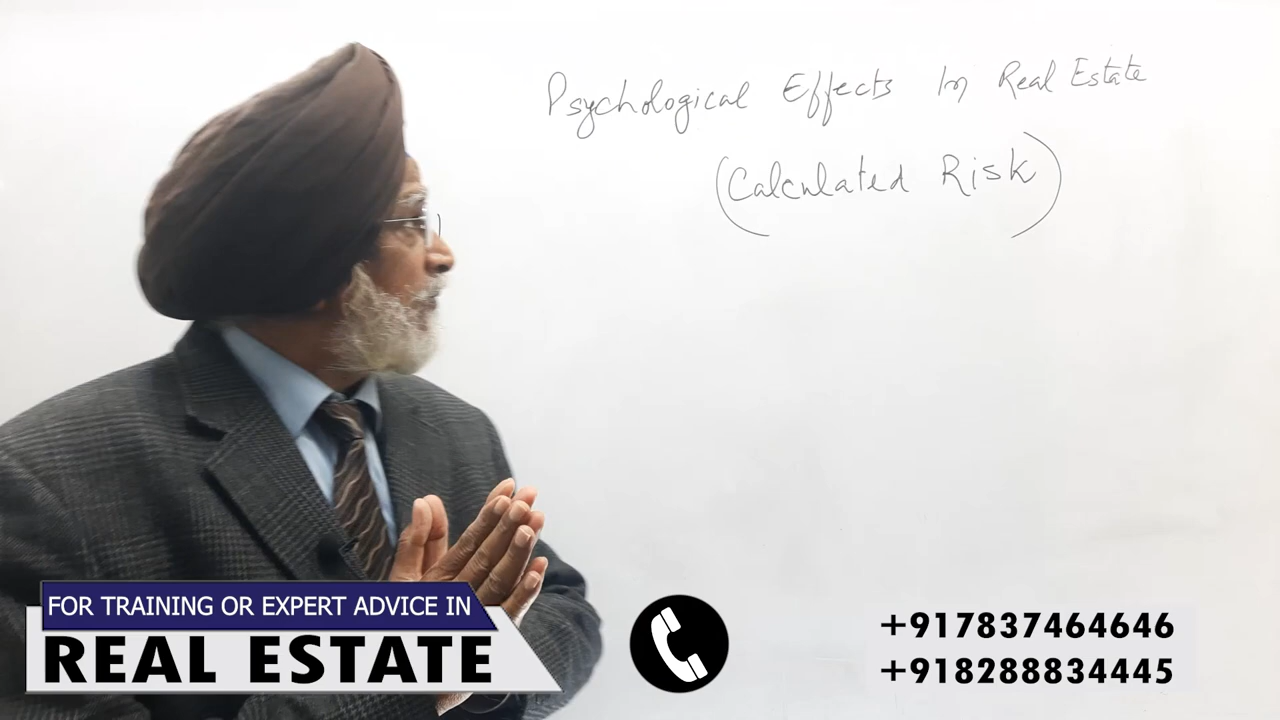 Psychological Effects In Real Estate
(Calculated Risk)
FOR TRAINING OR EXPERT ADVICE IN
REAL ESTATE
+917837464646
+918288834445